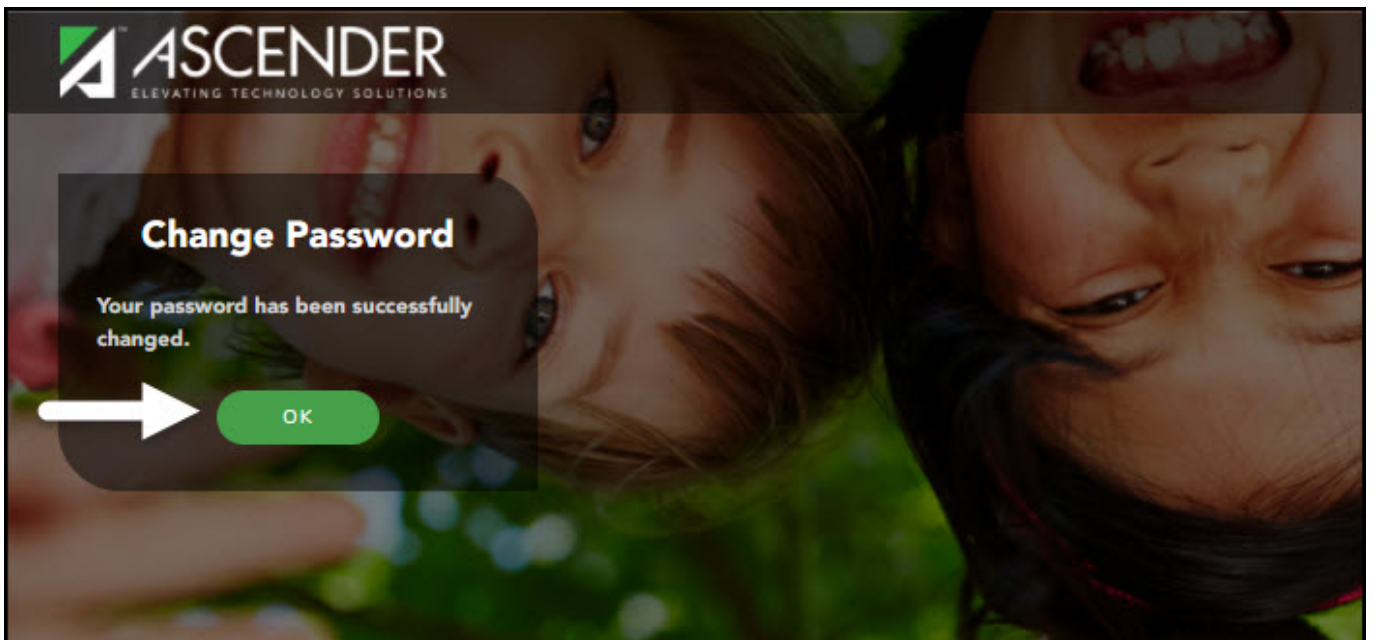 ASCENDER
ELEVATING TECHNOLOGY SOLUTIONS
Change Password
Your password has been successfully
changed.
OK